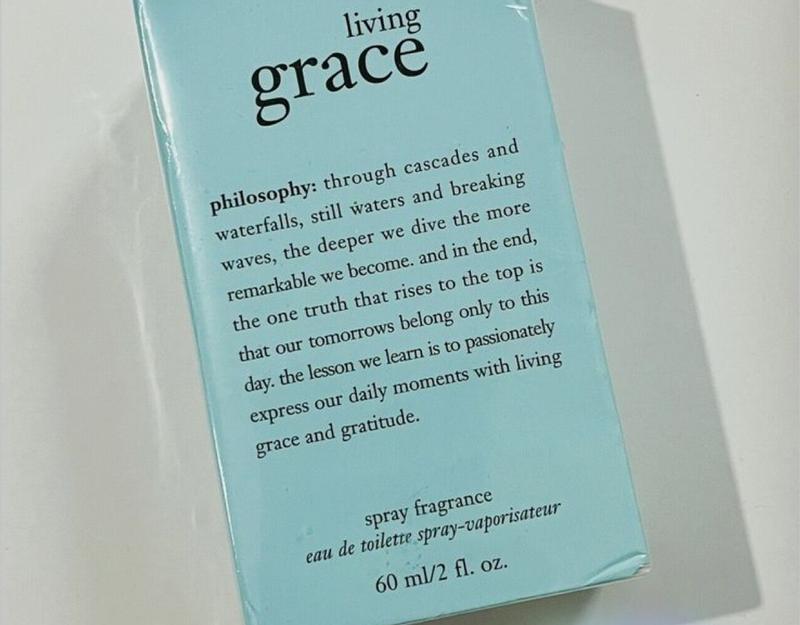 living
grace
philosophy: through cascades and
waterfalls, still waters and breaking
waves, the deeper we dive the more
remarkable we become. and in the end,
the one truth that rises to the top is
that our tomorrows belong only to this
day. the lesson we learn is to passionately
express our daily moments with living
grace and gratitude.
spray fragrance
eau de toilette spray-vaporisateur
60 ml/2 fl. oz.